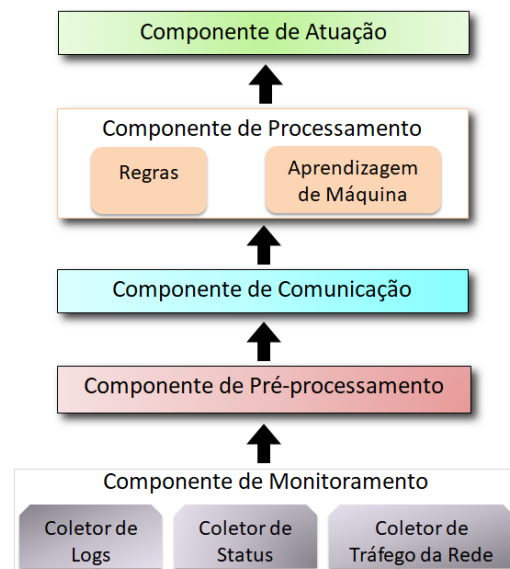 Componente de Atuação
Componente de Processamento
Regras
Aprendizagem
de Máquina
Componente de Comunicação
Componente de Pré-processamento
Componente de Monitoramento
Coletor de
Logs
Coletor de
Status
Coletor de
Tráfego da Rede